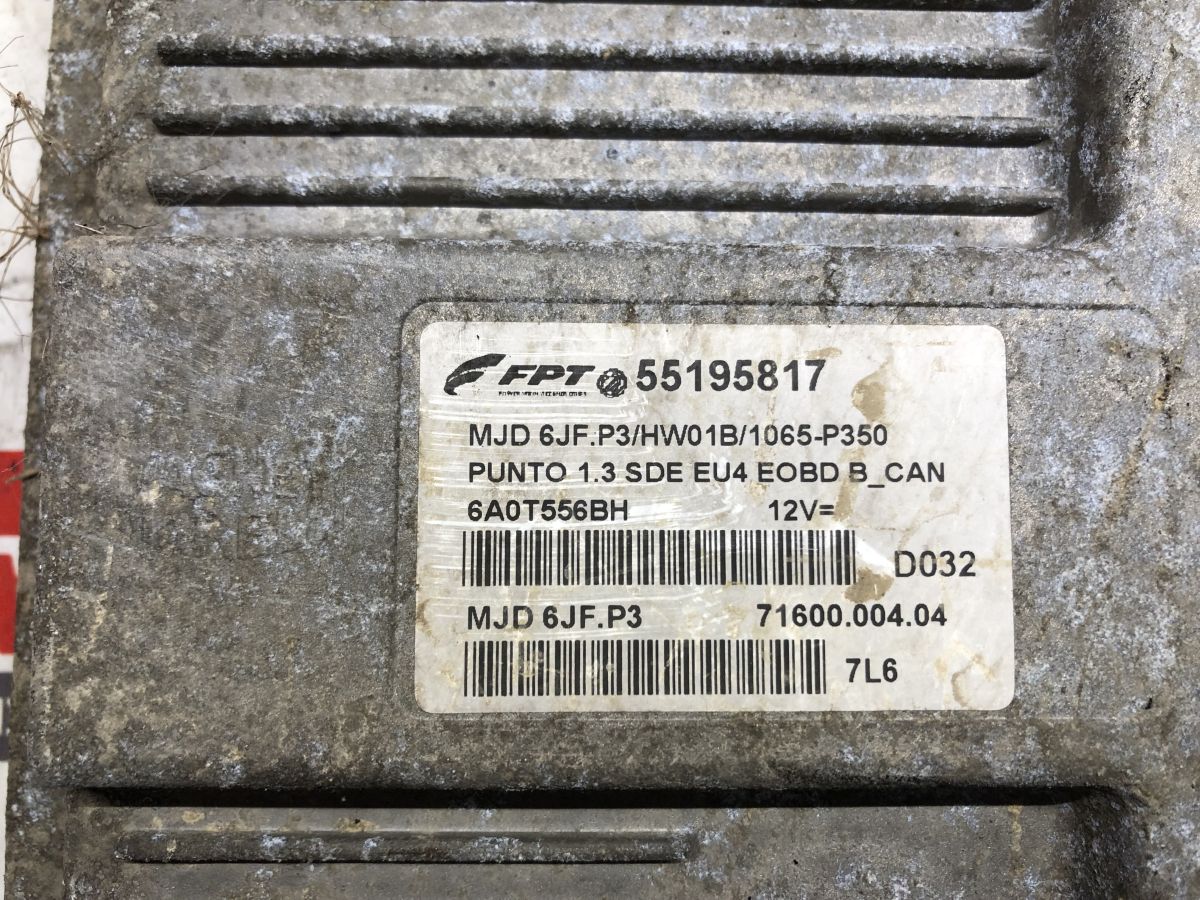 FPT 55195817
MJD 6JF.P3/HW01B/1065-P350
PUNTO 1.3 SDE EU4 EOBD B_CAN
6A0T556BH 12V=
D032
MJD 6JF.P3 71600.004.04
7L6